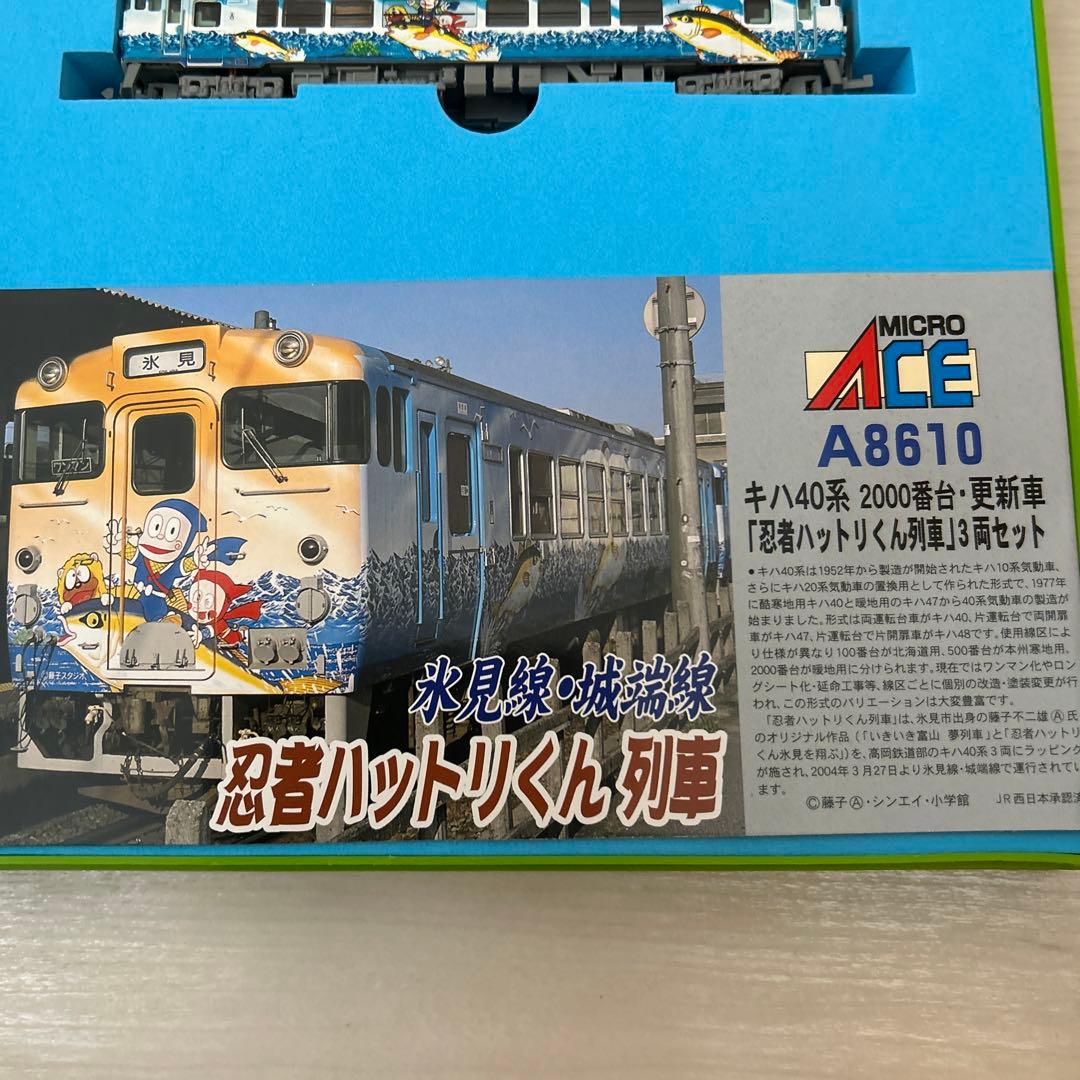 氷見
ワンマン
藤子スタジオ
氷見線・城端線
忍者ハットリくん 列車
MICRO
ACE
A8610
キハ40系 2000番台・更新車
「忍者ハットリくん列車」3両セット
●キハ40系は1952年から製造が開始されたキハ10系気動車、
さらにキハ20系気動車の置換用として作られた形式で、1977年
に酷寒地用キハ40と暖地用のキハ47から40系気動車の製造が
始まりました。形式は両運転台車がキハ40、片運転台で両開扉
車がキハ47、片運転台で片開扉車がキハ48です。使用線区によ
り仕様が異なり100番台が北海道用、500番台が本州寒地用、
2000番台が暖地用に分けられます。現在ではワンマン化やロン
グシート化・延命工事等、線区ごとに個別の改造・塗装変更が行
われ、この形式のバリエーションは大変豊富です。
「忍者ハットリくん列車」は、氷見市出身の藤子不二雄Ⓐ氏
のオリジナル作品(「いきいき富山 夢列車」と「忍者ハットリ
くん氷見を翔ぶ」)を、高岡鉄道部のキハ40系3両にラッピング
が施され、2004年3月27日より氷見線・城端線で運行されてい
ます。
©藤子Ⓐ・シンエイ・小学館 JR西日本承認済